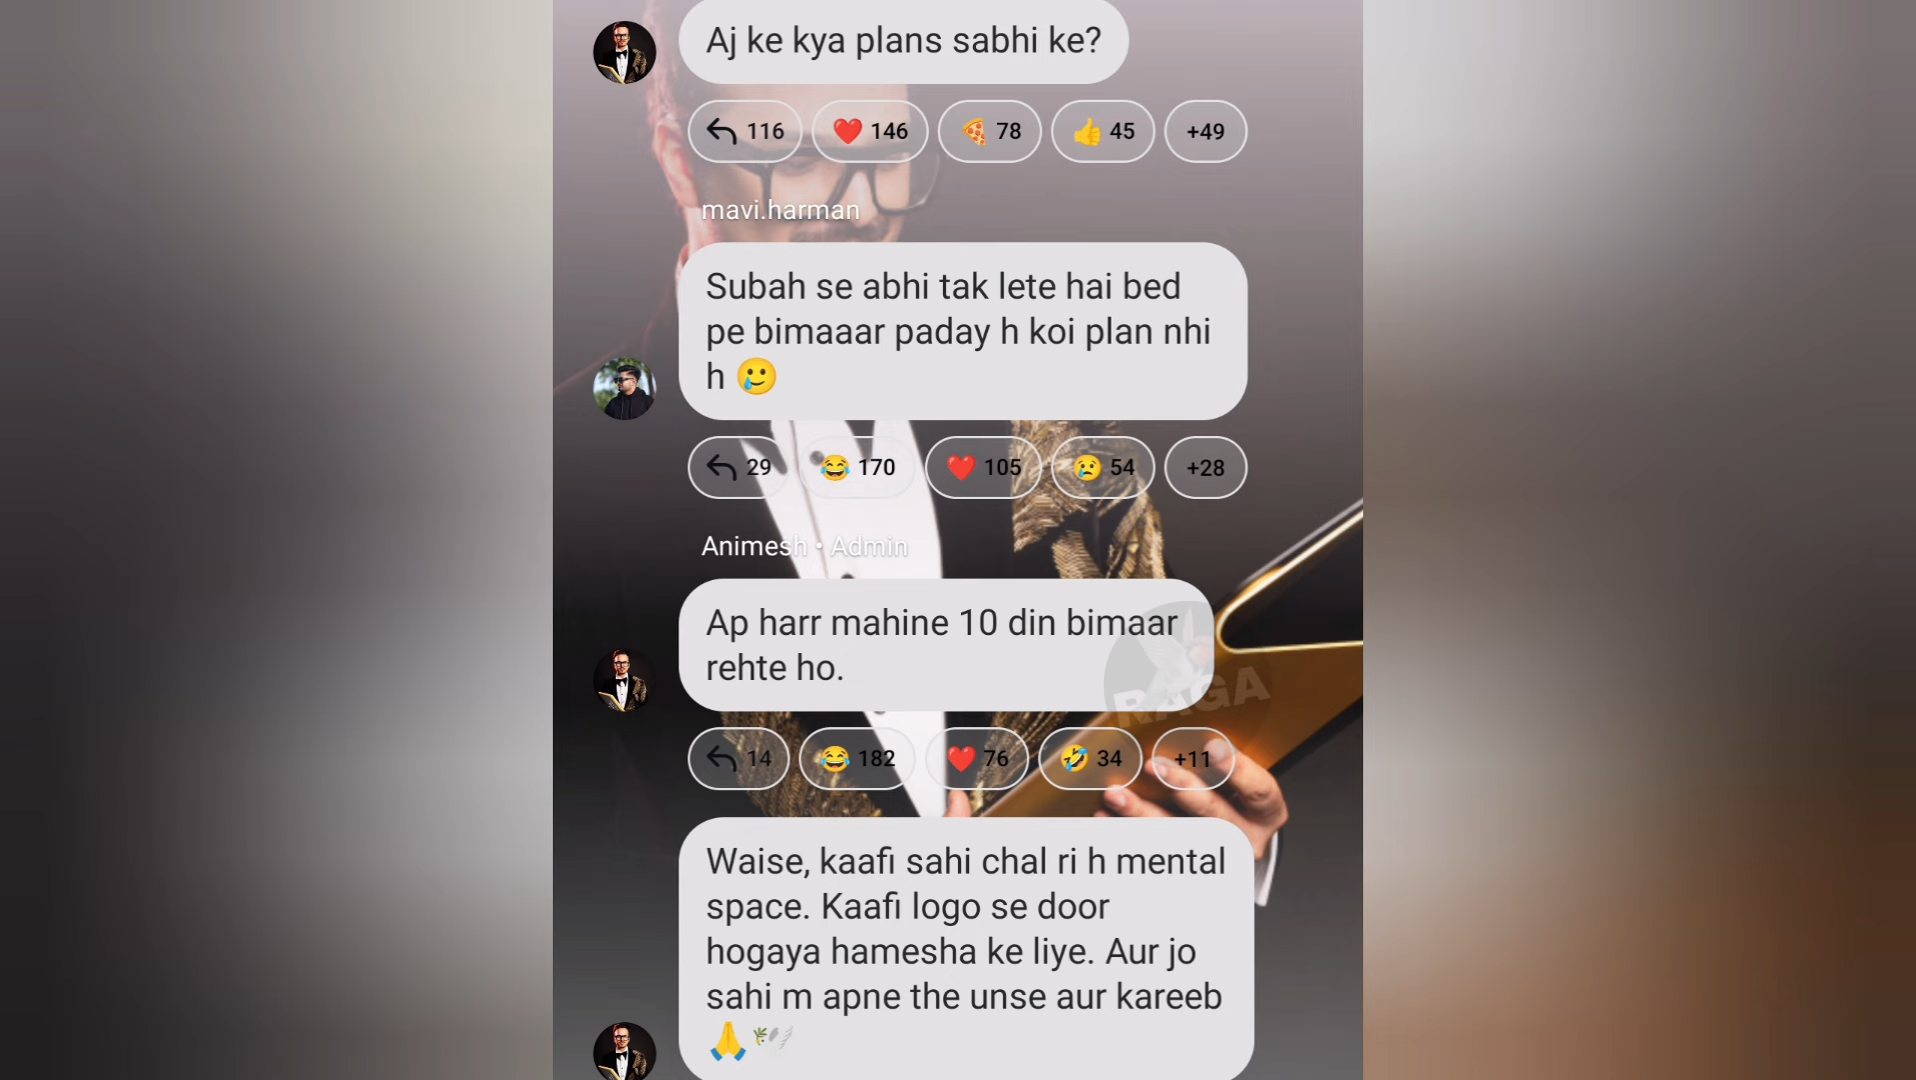 Aj ke kya plans sabhi ke?
116 ❤️ 146 🍕 78 👍 45 +49
mavi.harman
Subah se abhi tak lete hai bed
pe bimaaar paday h koi plan nhi
h 🥲
29 😂 170 ❤️ 105 😢 54 +28
Animesh • Admin
Ap harr mahine 10 din bimaar
rehte ho.
RAGA
14 😂 182 ❤️ 76 🤣 34 +11
Waise, kaafi sahi chal ri h mental
space. Kaafi logo se door
hogaya hamesha ke liye. Aur jo
sahi m apne the unse aur kareeb
🙏🕊️